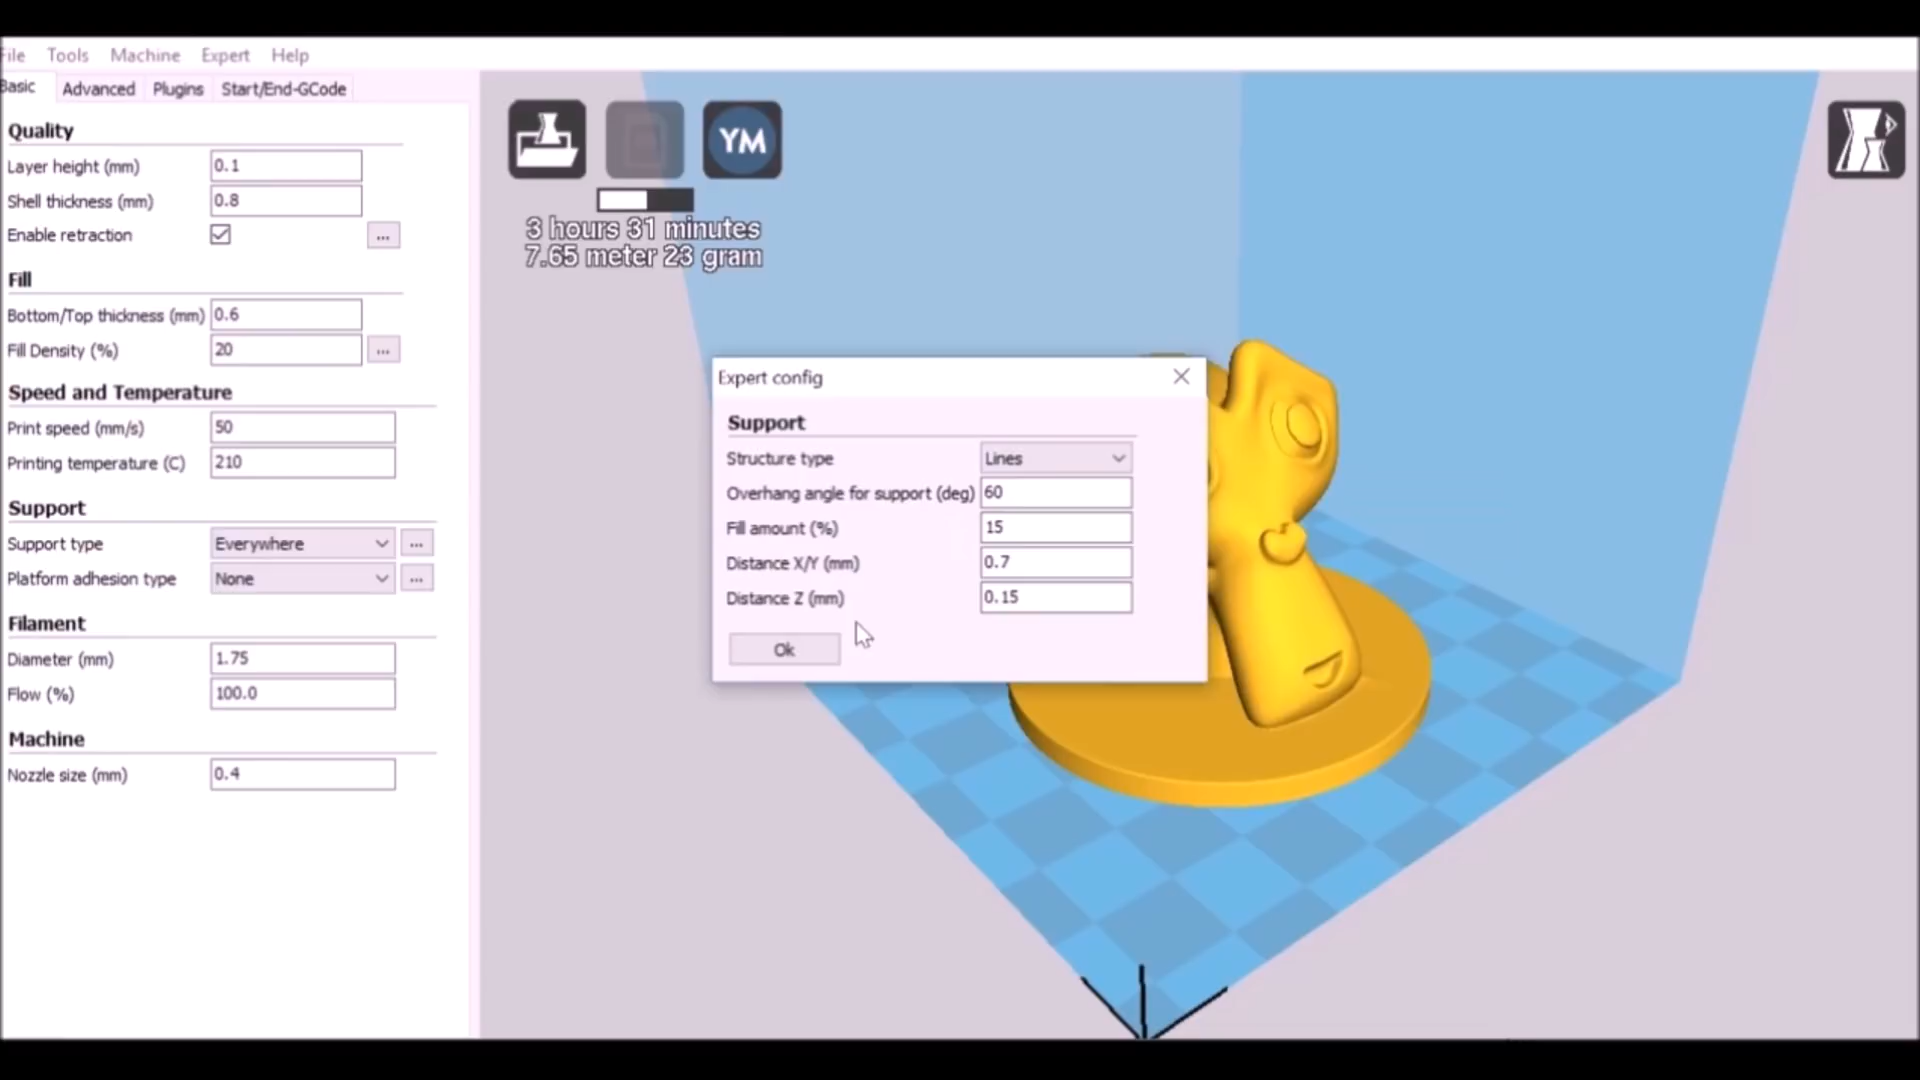 File Tools Machine Expert Help
Basic Advanced Plugins Start/End-GCode
Quality
Layer height (mm) 0.1
Shell thickness (mm) 0.8
Enable retraction ...
Fill
Bottom/Top thickness (mm) 0.6
Fill Density (%) 20 ...
Speed and Temperature
Print speed (mm/s) 50
Printing temperature (C) 210
Support
Support type Everywhere ...
Platform adhesion type None ...
Filament
Diameter (mm) 1.75
Flow (%) 100.0
Machine
Nozzle size (mm) 0.4
YM
3 hours 31 minutes
7.65 meter 23 gram
Expert config
Support
Structure type Lines
Overhang angle for support (deg) 60
Fill amount (%) 15
Distance X/Y (mm) 0.7
Distance Z (mm) 0.15
Ok